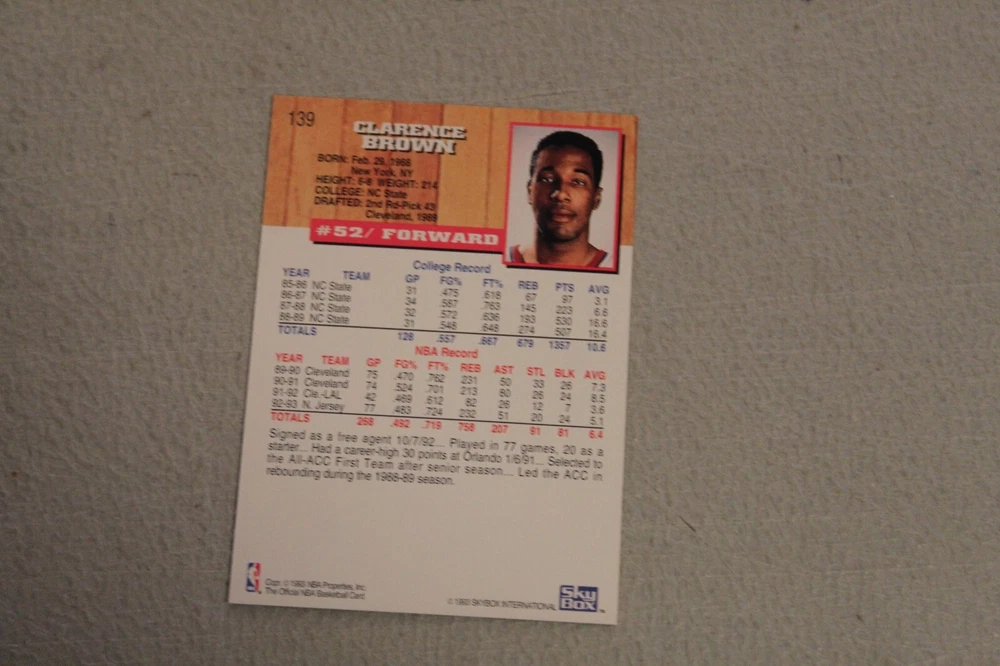 139
CLARENCE
BROWN
BORN: Feb. 29, 1968
New York, NY
HEIGHT: 6-8 WEIGHT: 214
COLLEGE: NC State
DRAFTED: 2nd Rd-Pick 43
Cleveland, 1989
#52/ FORWARD
College Record
YEAR TEAM GP FG% FT% REB PTS AVG
85-86 NC State 31 .475 .618 67 97 3.1
86-87 NC State 34 .587 .763 145 223 6.6
87-88 NC State 32 .572 .636 193 530 16.6
88-89 NC State 31 .546 .648 274 507 16.4
TOTALS 128 .557 .667 679 1357 10.6
NBA Record
YEAR TEAM GP FG% FT% REB AST STL BLK AVG
89-90 Cleveland 75 .470 .762 231 50 33 26 7.3
90-91 Cleveland 74 .524 .701 213 80 26 24 8.5
91-92 Cle.-LAL 42 .469 .612 82 26 12 7 3.6
92-93 N. Jersey 77 .483 .724 232 51 20 24 5.1
TOTALS 268 .492 .719 758 207 91 81 6.4
Signed as a free agent 10/7/92... Played in 77 games, 20 as a
starter... Had a career-high 30 points at Orlando 1/6/91... Selected to
the All-ACC First Team after senior season.... Led the ACC in
rebounding during the 1988-89 season.
Copr. © 1993 NBA Properties, Inc.
The Official NBA Basketball Card
© 1993 SKYBOX INTERNATIONAL
Sky
Box
TM